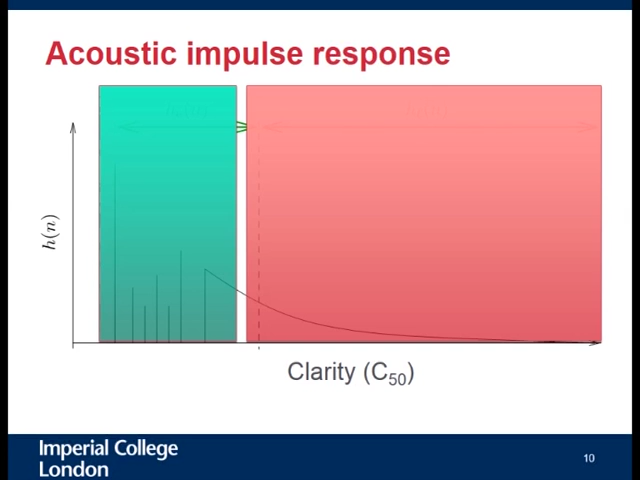 Acoustic impulse response
h(n)
Clarity (C50)
Imperial College
London
10